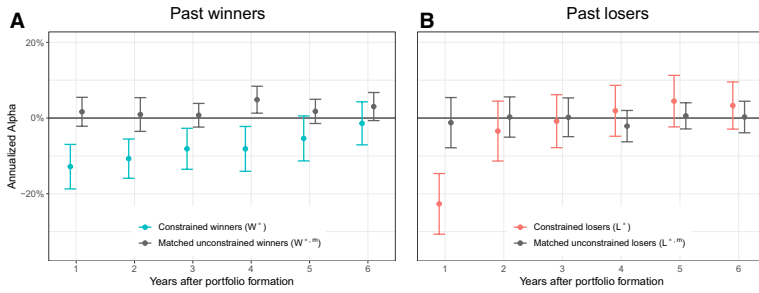 A
Past winners
20%
0%
−20%
Annualized Alpha
Constrained winners (W*)
Matched unconstrained winners (W*, m)
1 2 3 4 5 6
Years after portfolio formation
B
Past losers
Constrained losers (L*)
Matched unconstrained losers (L*, m)
1 2 3 4 5 6
Years after portfolio formation